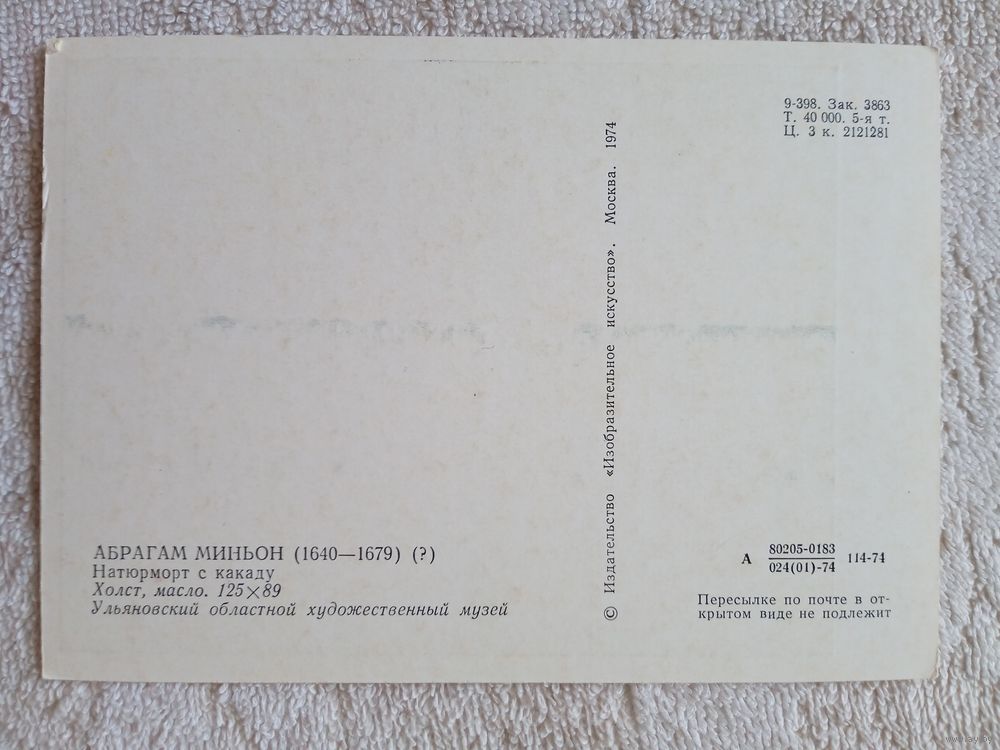 9-398. Зак. 3863
Т. 40 000. 5-я т.
Ц. 3 к. 2121281
© Издательство «Изобразительное искусство». Москва. 1974
АБРАГАМ МИНЬОН (1640—1679) (?)
Натюрморт с какаду
Холст, масло. 125×89
Ульяновский областной художественный музей
А 80205-0183 114-74
024(01)-74
Пересылке по почте в от-
крытом виде не подлежит